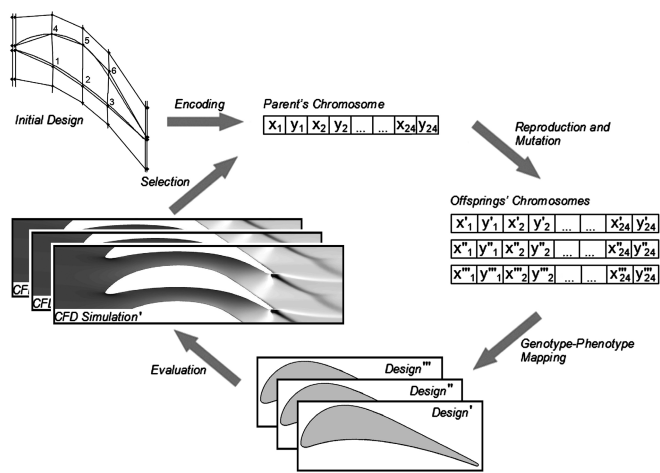 4
5
6
1
2
3
Initial Design
Encoding
Parent's Chromosome
x1 y1 x2 y2 ... ... x24 y24
Reproduction and
Mutation
Selection
Offsprings' Chromosomes
x'1 y'1 x'2 y'2 ... ... x'24 y'24
x"1 y"1 x"2 y"2 ... ... x"24 y"24
x'''1 y'''1 x'''2 y'''2 ... ... x'''24 y'''24
CF
CFL
CFD Simulation'
Genotype-Phenotype
Mapping
Evaluation
Design'''
Design"
Design'